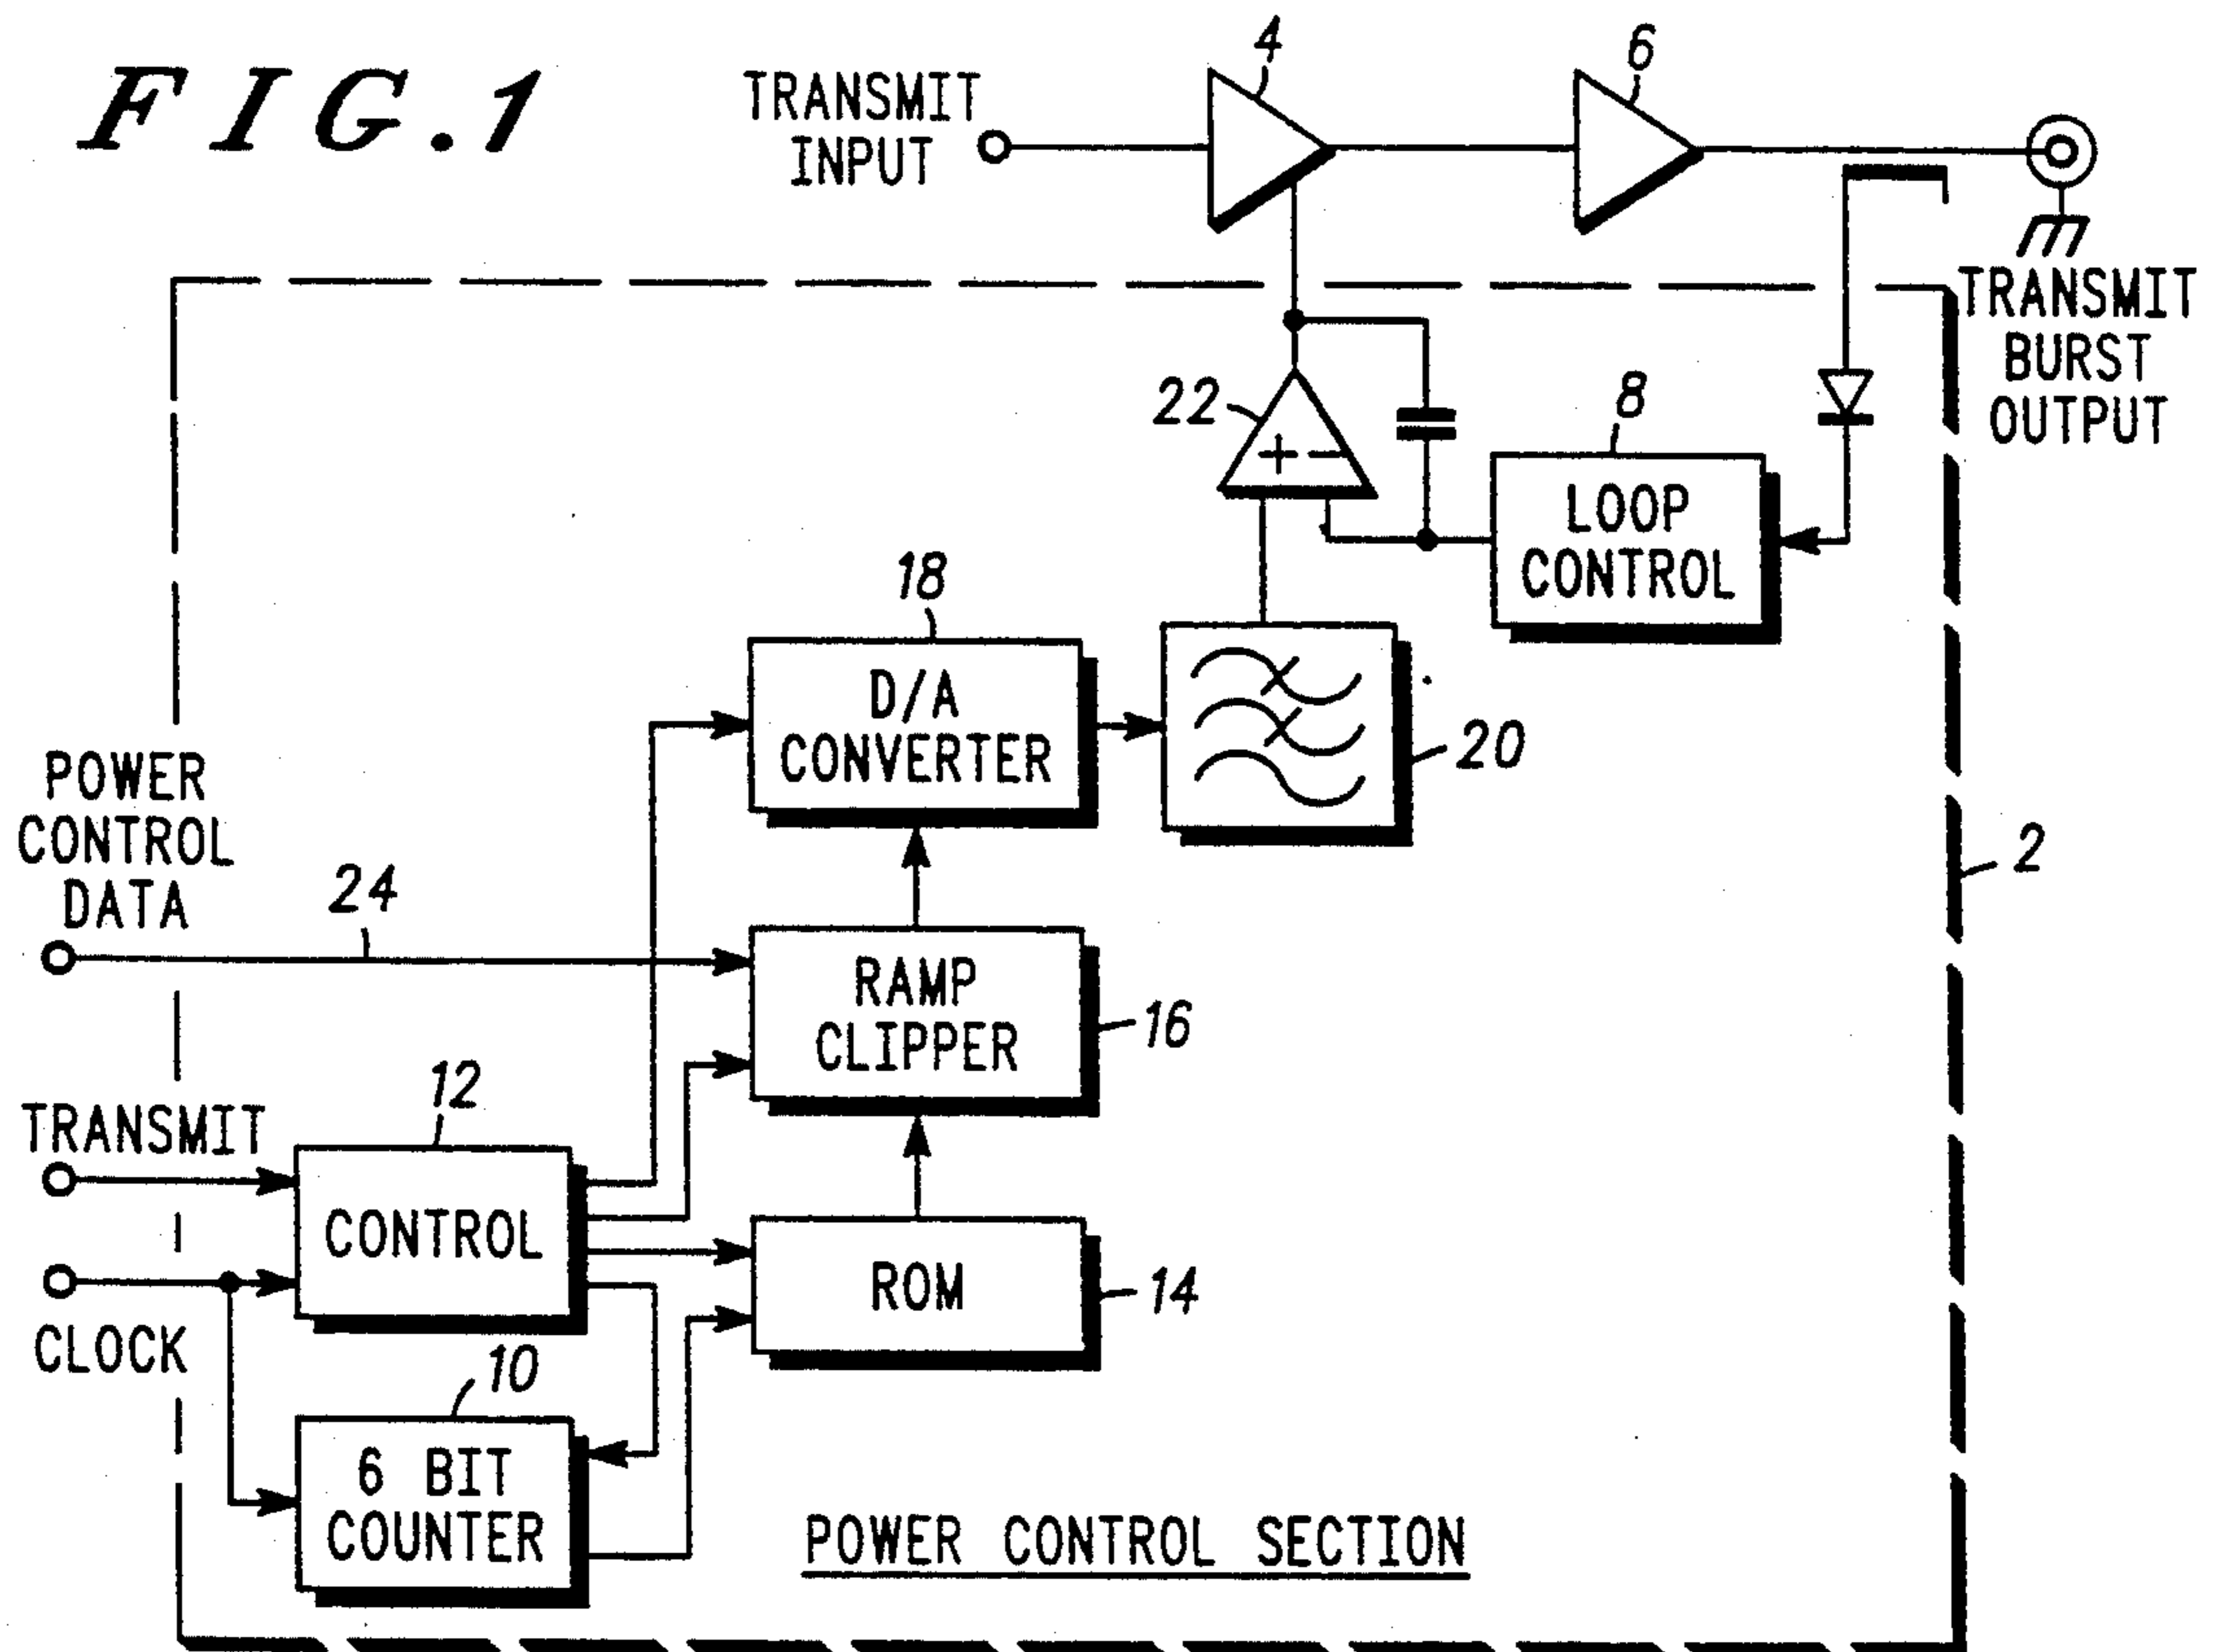 FIG.1
TRANSMIT
INPUT
4
6
TRANSMIT
BURST
OUTPUT
22
+ -
8
LOOP
CONTROL
18
D/A
CONVERTER
20
POWER
CONTROL
DATA
24
2
RAMP
CLIPPER
16
12
TRANSMIT
CONTROL
ROM
14
CLOCK
10
6 BIT
COUNTER
POWER CONTROL SECTION